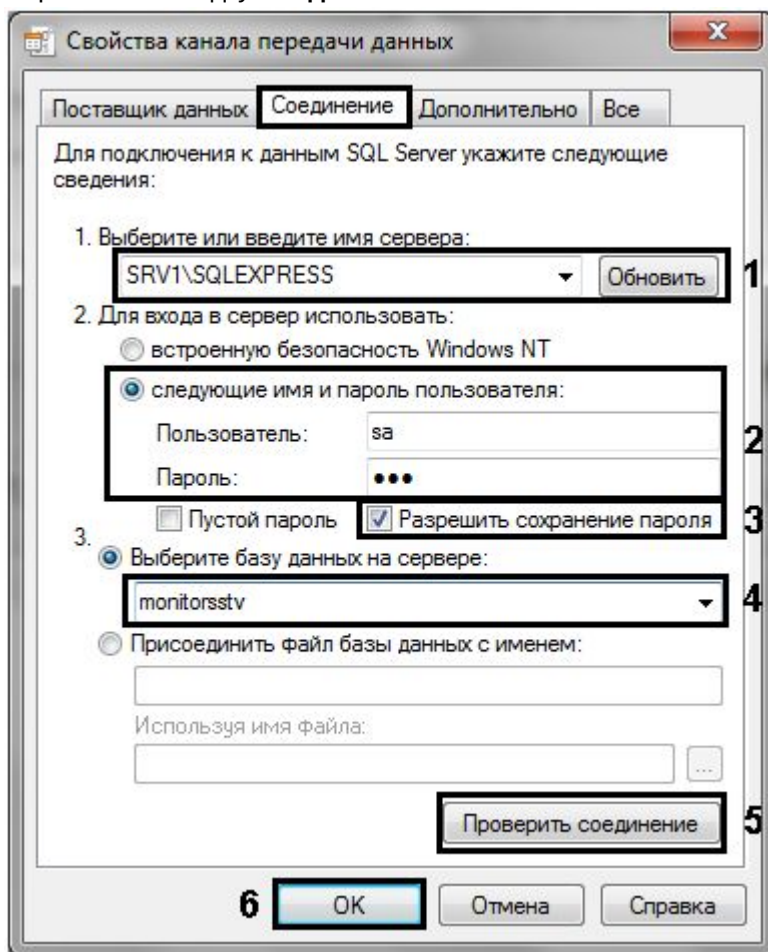 Свойства канала передачи данных
Поставщик данных Соединение Дополнительно Все
Для подключения к данным SQL Server укажите следующие
сведения:
1. Выберите или введите имя сервера:
SRV1\SQLEXPRESS Обновить 1
2. Для входа в сервер использовать:
встроенную безопасность Windows NT
следующие имя и пароль пользователя:
Пользователь: sa
2
Пароль: •••
Пустой пароль Разрешить сохранение пароля 3
3.
Выберите базу данных на сервере:
monitorsstv 4
Присоединить файл базы данных с именем:
Используя имя файла:
...
Проверить соединение 5
6 OK Отмена Справка